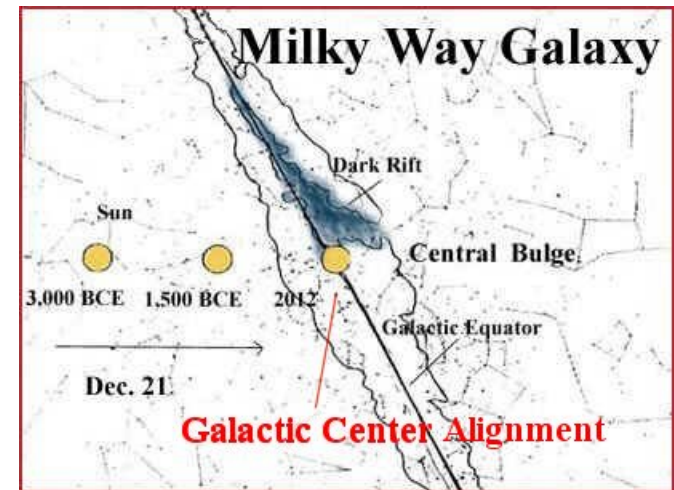 Milky Way Galaxy
Dark Rift
Sun
Central Bulge
3,000 BCE 1,500 BCE 2012
Galactic Equator
Dec. 21
Galactic Center Alignment